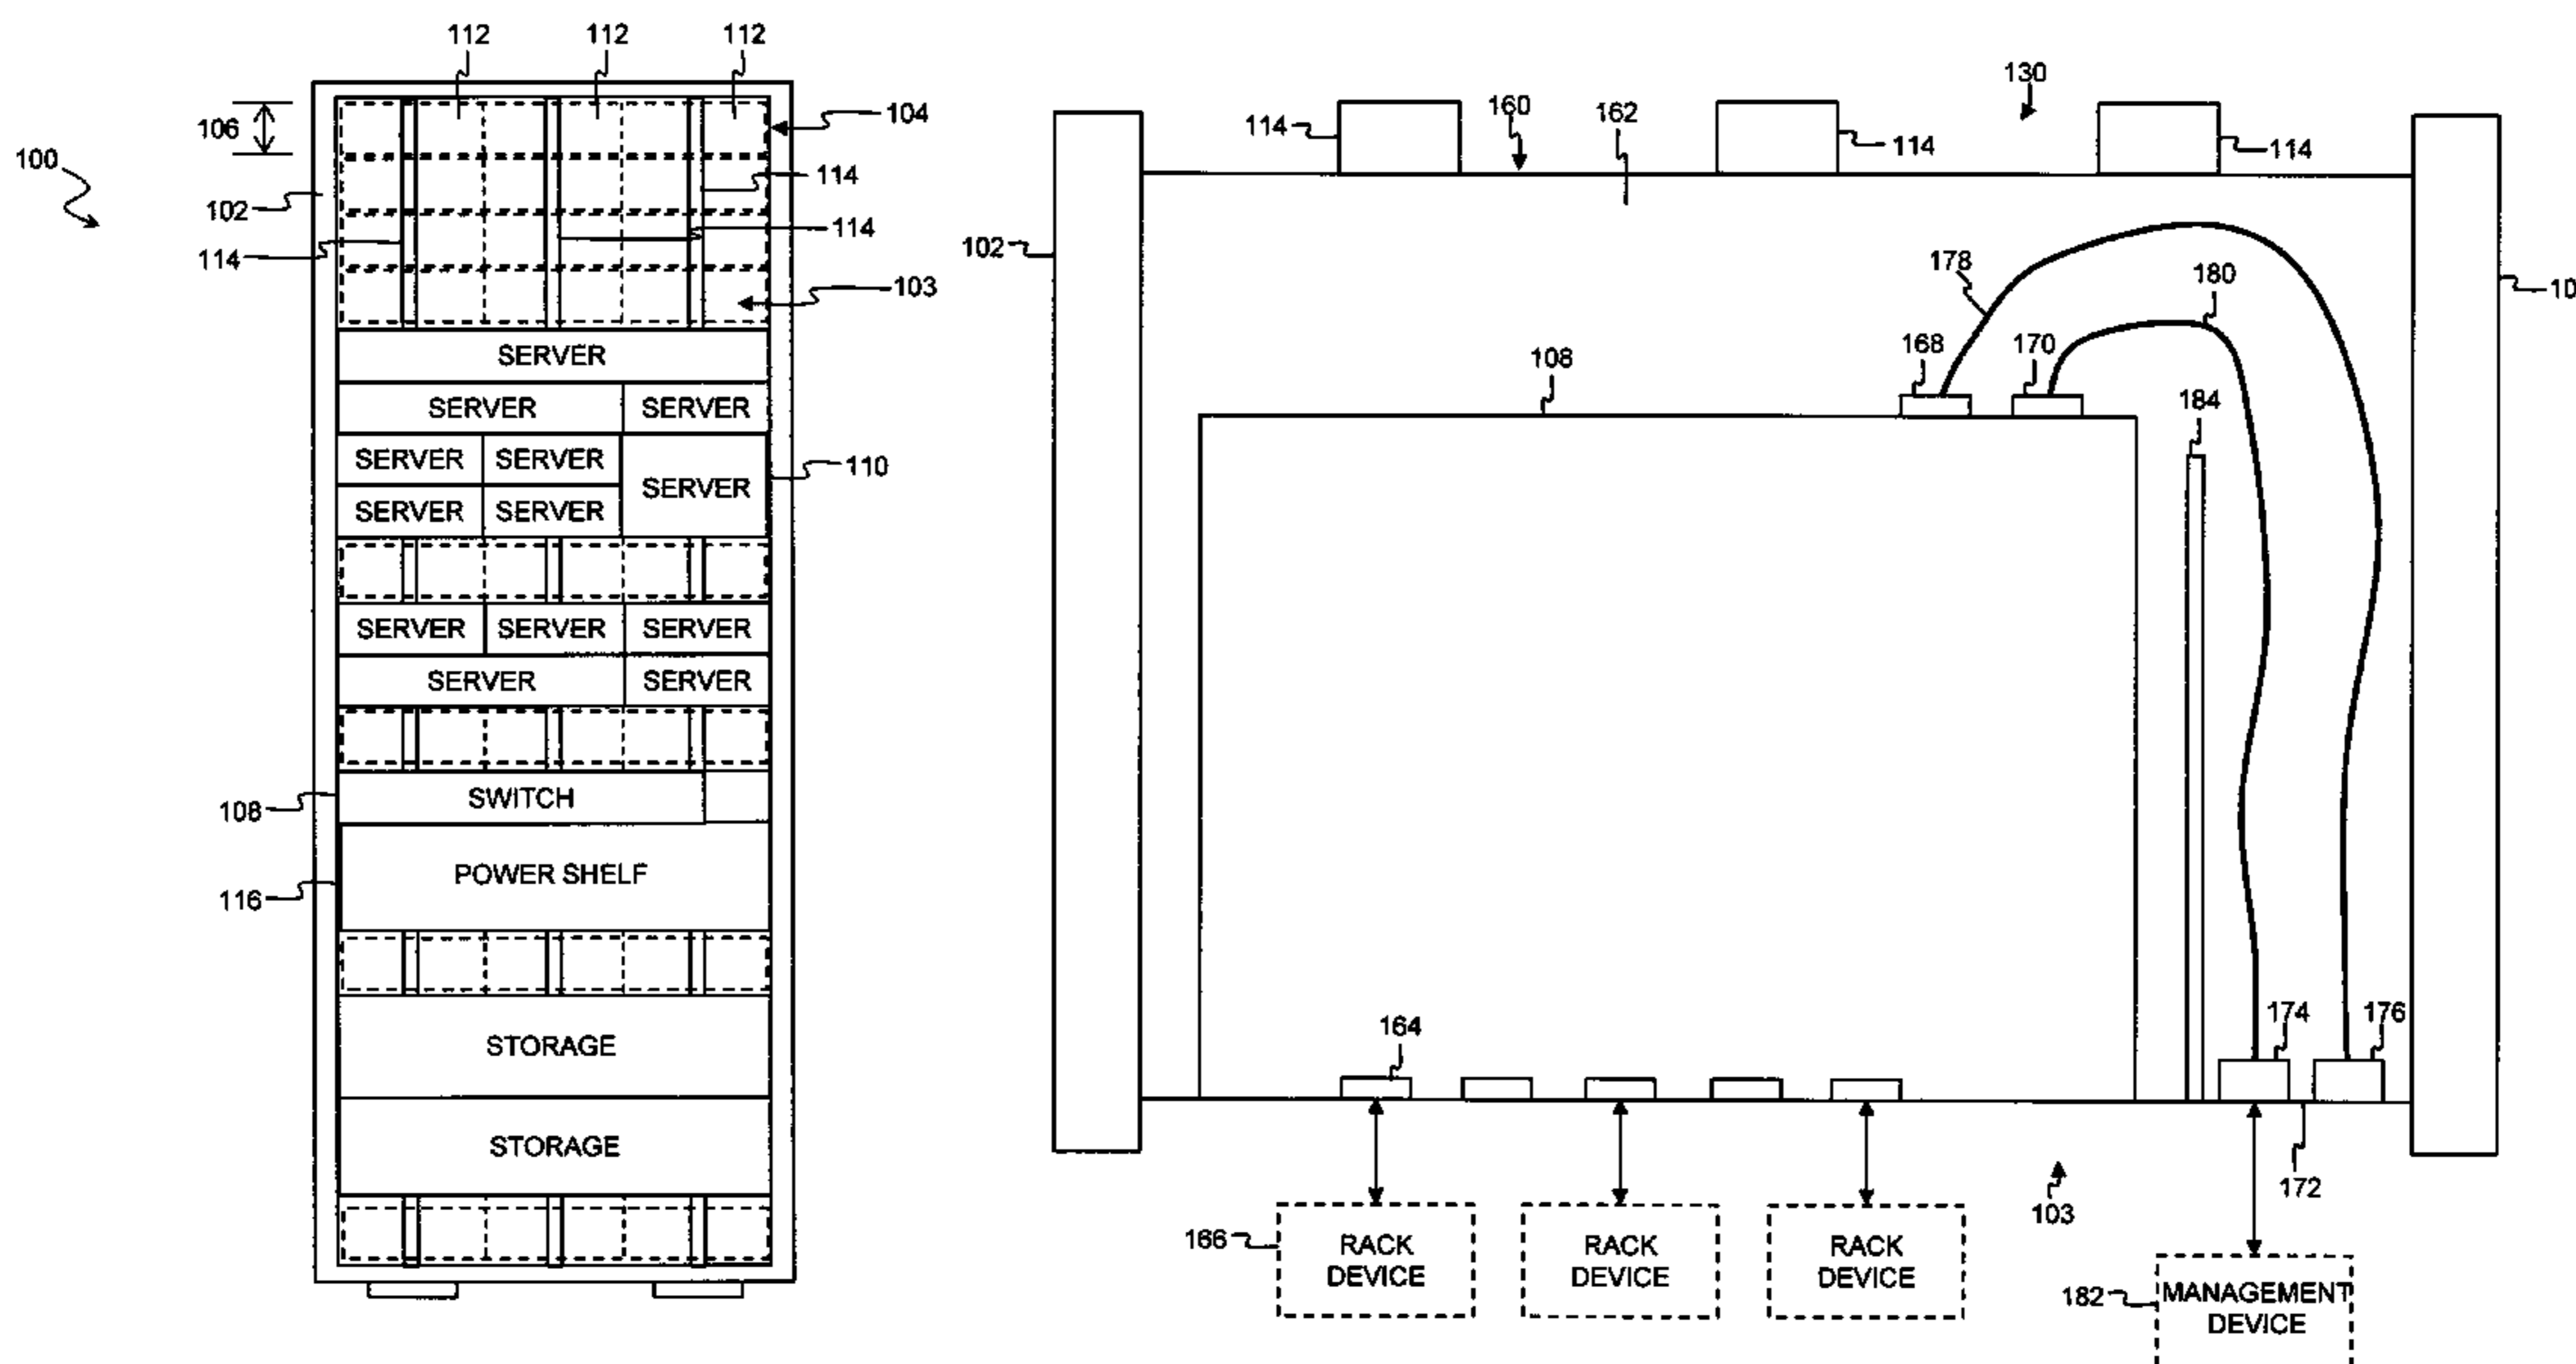 112 112 112
104
106
100
114
102
114
114
103
SERVER
SERVER SERVER
SERVER SERVER
SERVER
110
SERVER SERVER
SERVER SERVER SERVER
SERVER SERVER
SWITCH
108
POWER SHELF
116
STORAGE
STORAGE
130
160 162
114 114 114
102
10
178 180
168 170
108
184
164
174 176
172
103
166
RACK
DEVICE
RACK
DEVICE
RACK
DEVICE
182
MANAGEMENT
DEVICE